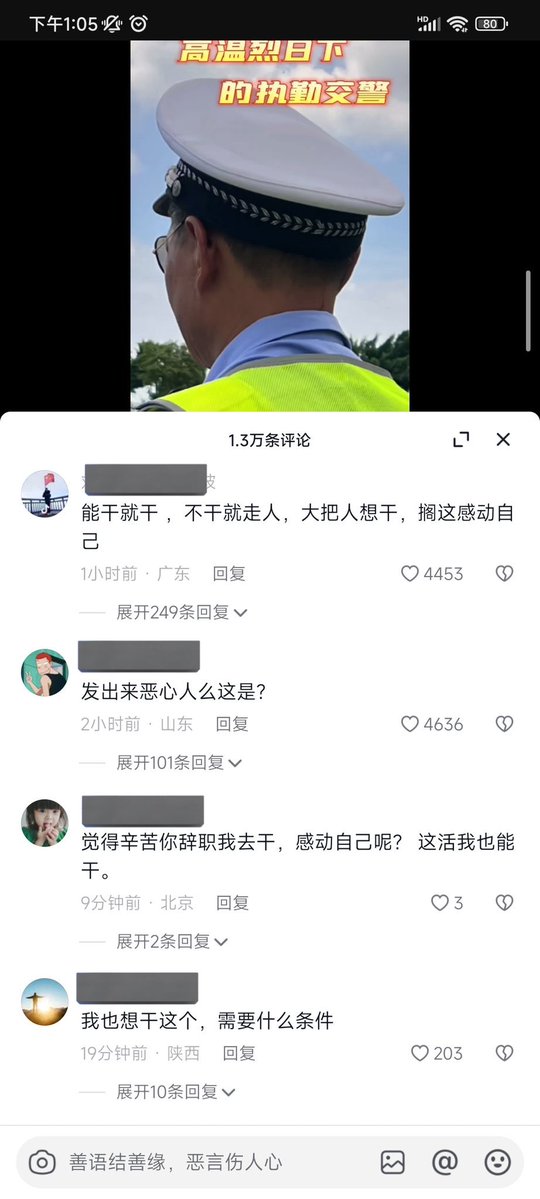 下午1:05
HD
80
高温烈日下
的执勤交警
1.3万条评论
能干就干 ，不干就走人，大把人想干，搁这感动自
己
1小时前 · 广东 回复 4453
展开249条回复
发出来恶心人么这是?
2小时前 · 山东 回复 4636
展开101条回复
觉得辛苦你辞职我去干，感动自己呢？ 这活我也能
干。
9分钟前 · 北京 回复 3
展开2条回复
我也想干这个，需要什么条件
19分钟前 · 陕西 回复 203
展开10条回复
善语结善缘，恶言伤人心